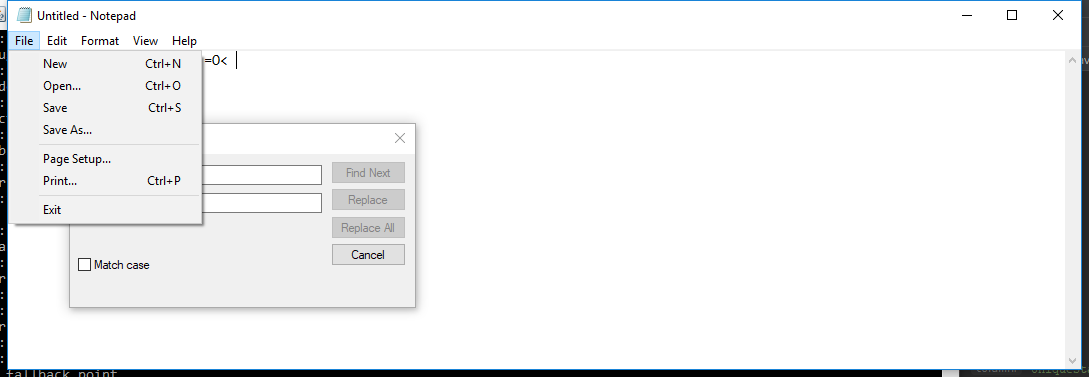 Untitled - Notepad
File Edit Format View Help
New Ctrl+N
=0<
Open... Ctrl+O
Save Ctrl+S
Save As...
Page Setup...
Print... Ctrl+P
Exit
Find Next
Replace
Replace All
Cancel
Match case
fallback point